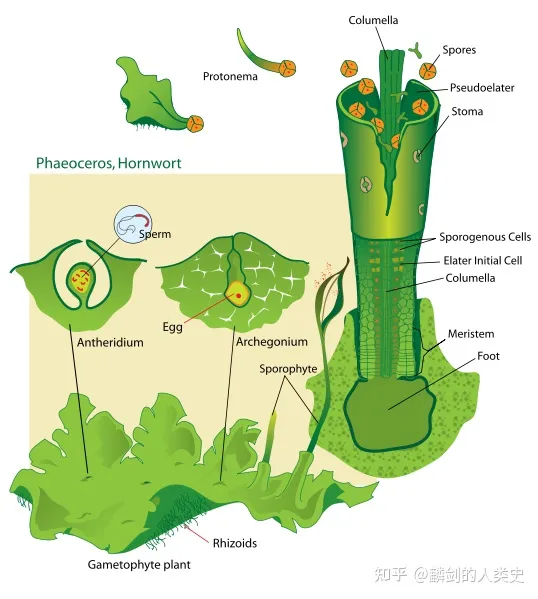 Columella
Spores
Protonema
Pseudoelater
Stoma
Phaeoceros, Hornwort
Sperm
Sporogenous Cells
Elater Initial Cell
Columella
Egg
Antheridium
Archegonium
Meristem
Foot
Sporophyte
Rhizoids
Gametophyte plant
知乎 @麟剑的人类史